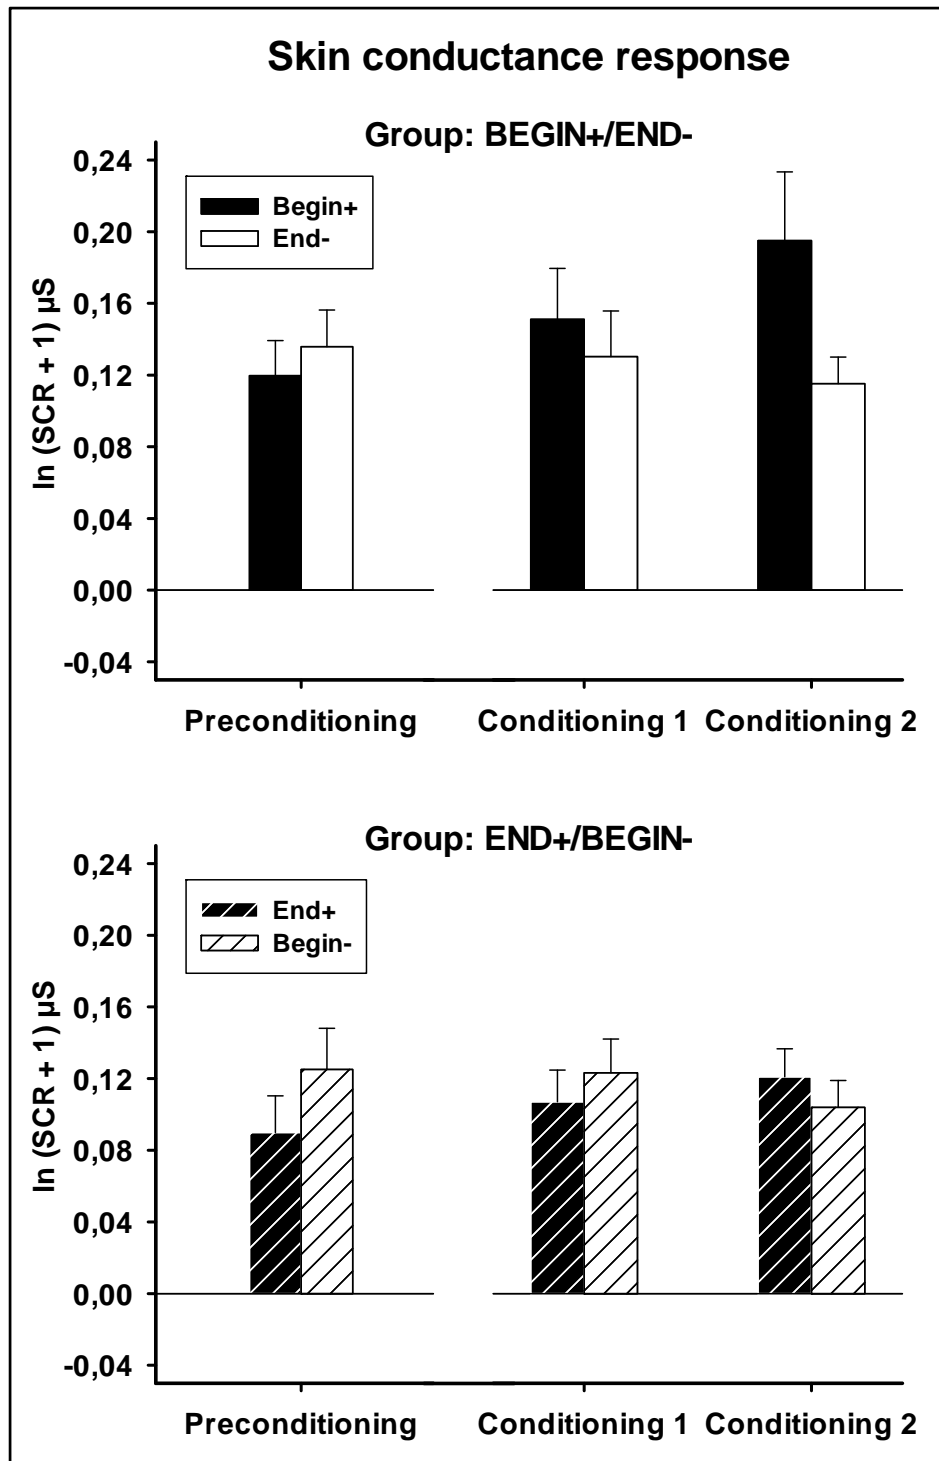 Skin conductance response
Group: BEGIN+/END-
0,24
0,20
0,16
0,12
0,08
0,04
0,00
-0,04
ln (SCR + 1) µS
Begin+
End-
Preconditioning
Conditioning 1
Conditioning 2
Group: END+/BEGIN-
0,24
0,20
0,16
0,12
0,08
0,04
0,00
-0,04
ln (SCR + 1) µS
End+
Begin-
Preconditioning
Conditioning 1
Conditioning 2